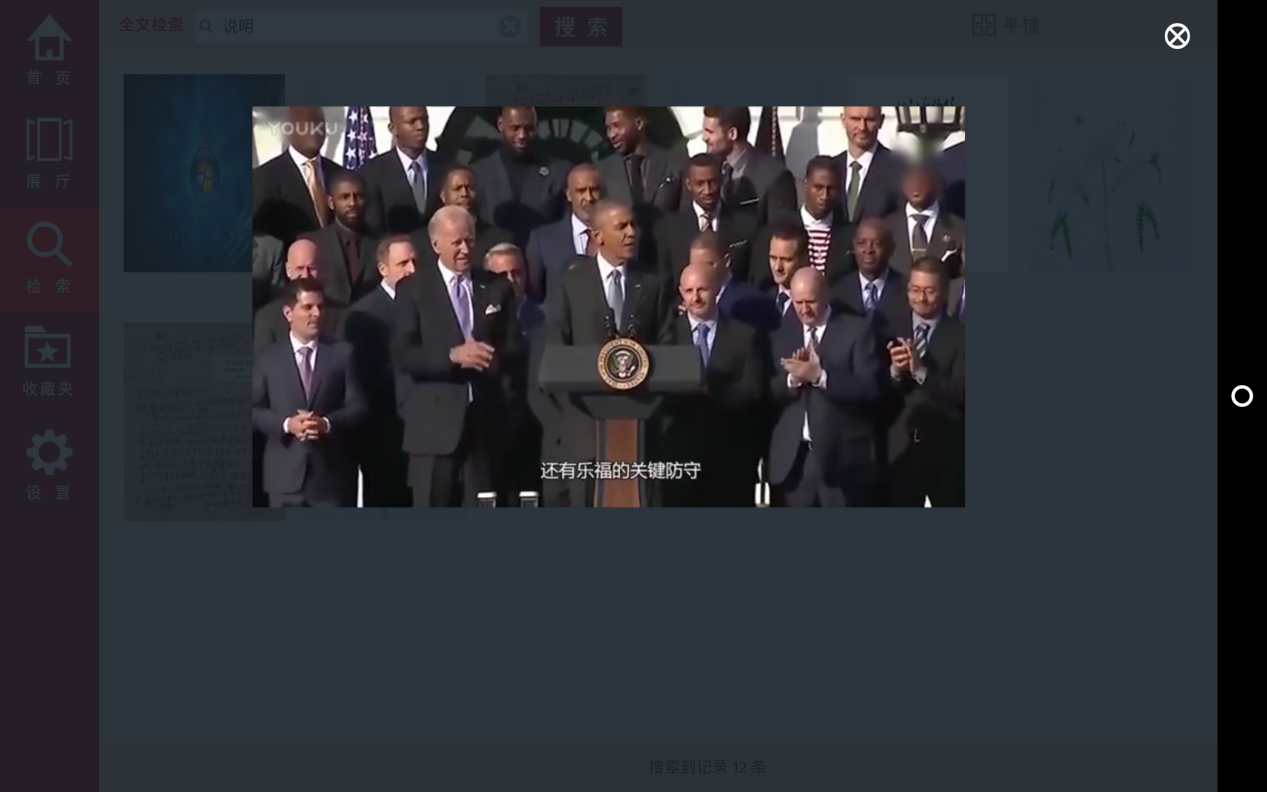 全文检索
说明
搜 索
平铺
首 页
展 厅
检 索
收藏夹
设 置
YOUKU
还有乐福的关键防守
搜索到记录 12 条